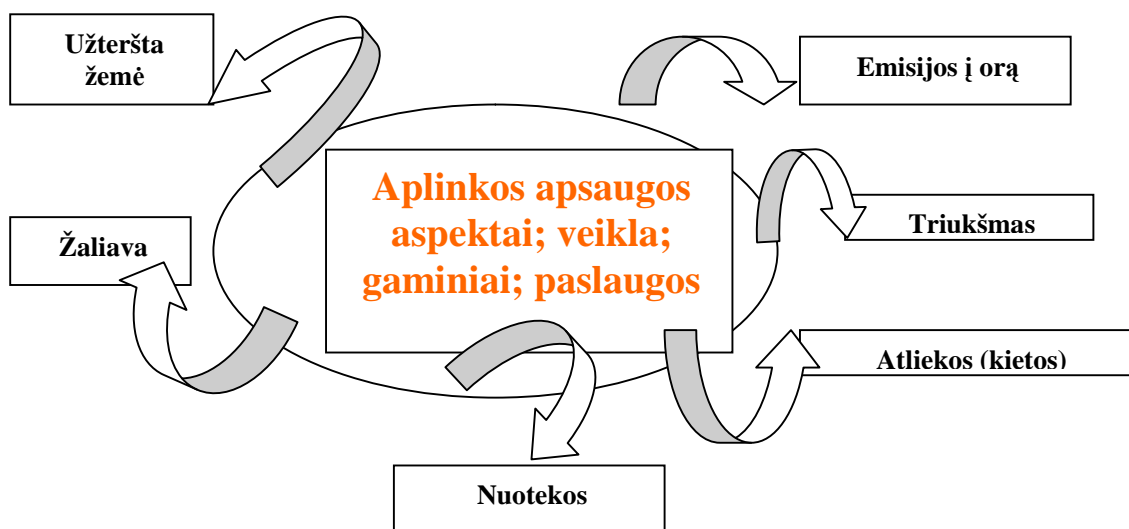 Užteršta
žemė
Emisijos į orą
Aplinkos apsaugos
aspektai; veikla;
gaminiai; paslaugos
Žaliava
Triukšmas
Atliekos (kietos)
Nuotekos